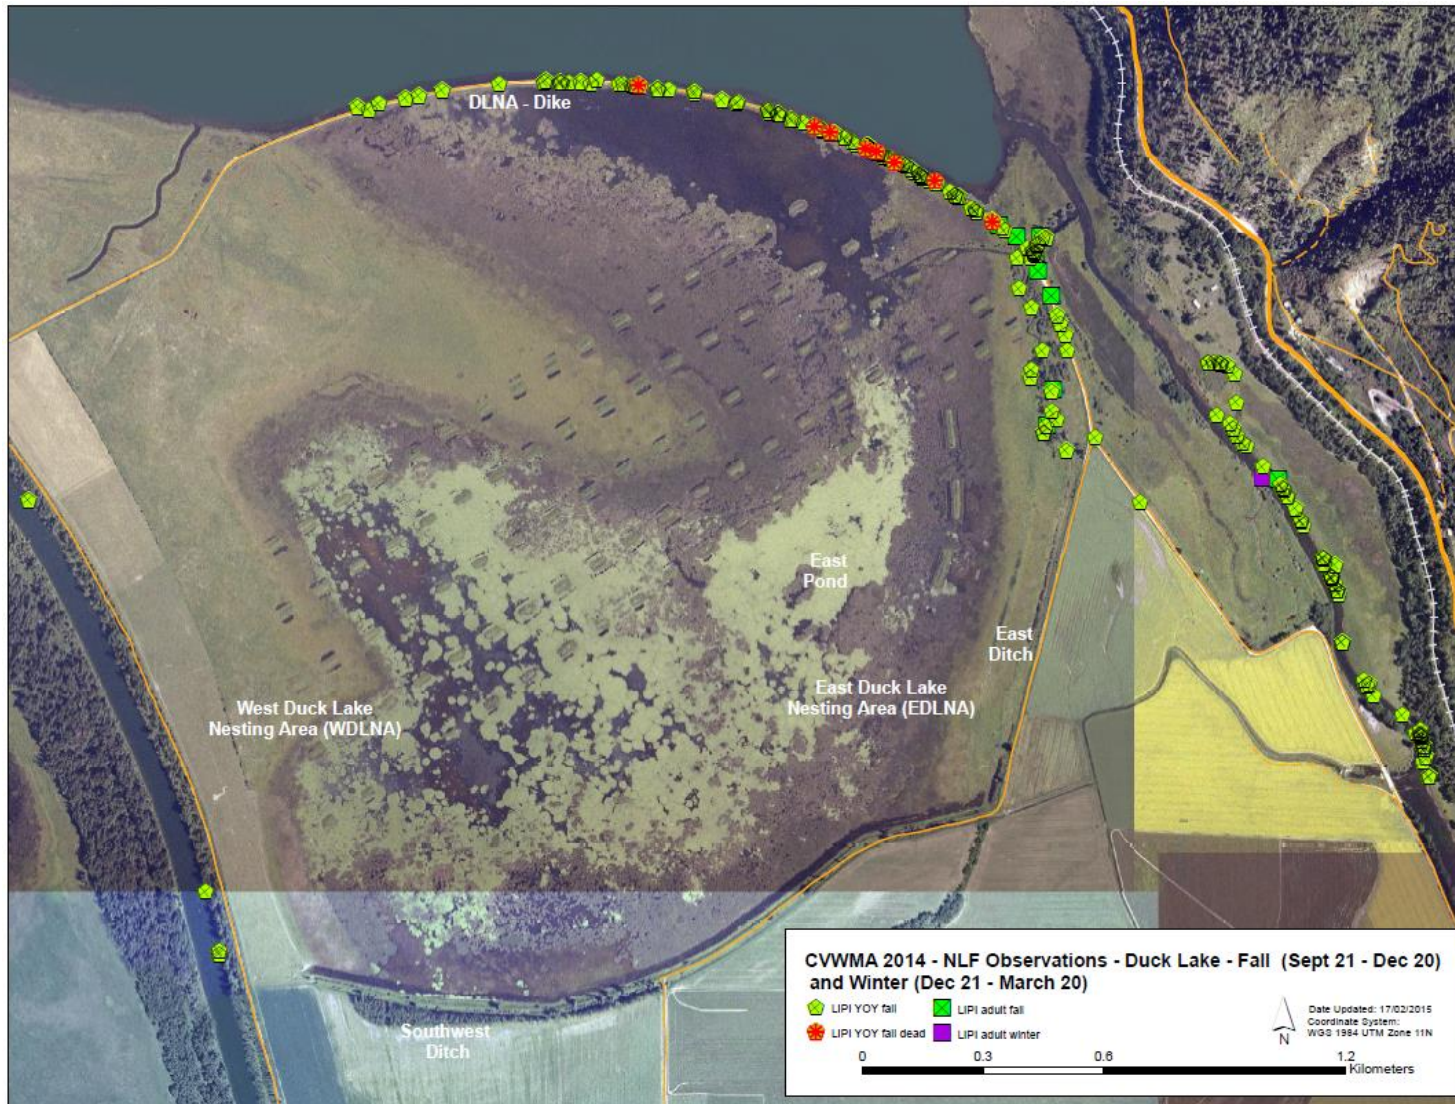 DLNA - Dike
East
Pond
East
Ditch
West Duck Lake
Nesting Area (WDLNA)
East Duck Lake
Nesting Area (EDLNA)
Southwest
Ditch
CVWMA 2014 - NLF Observations - Duck Lake - Fall (Sept 21 - Dec 20)
and Winter (Dec 21 - March 20)
LIPI YOY fall
LIPI adult fall
LIPI YOY fall dead
LIPI adult winter
N
Date Updated: 17/02/2015
Coordinate System:
WGS 1984 UTM Zone 11N
0 0.3 0.6 1.2
Kilometers